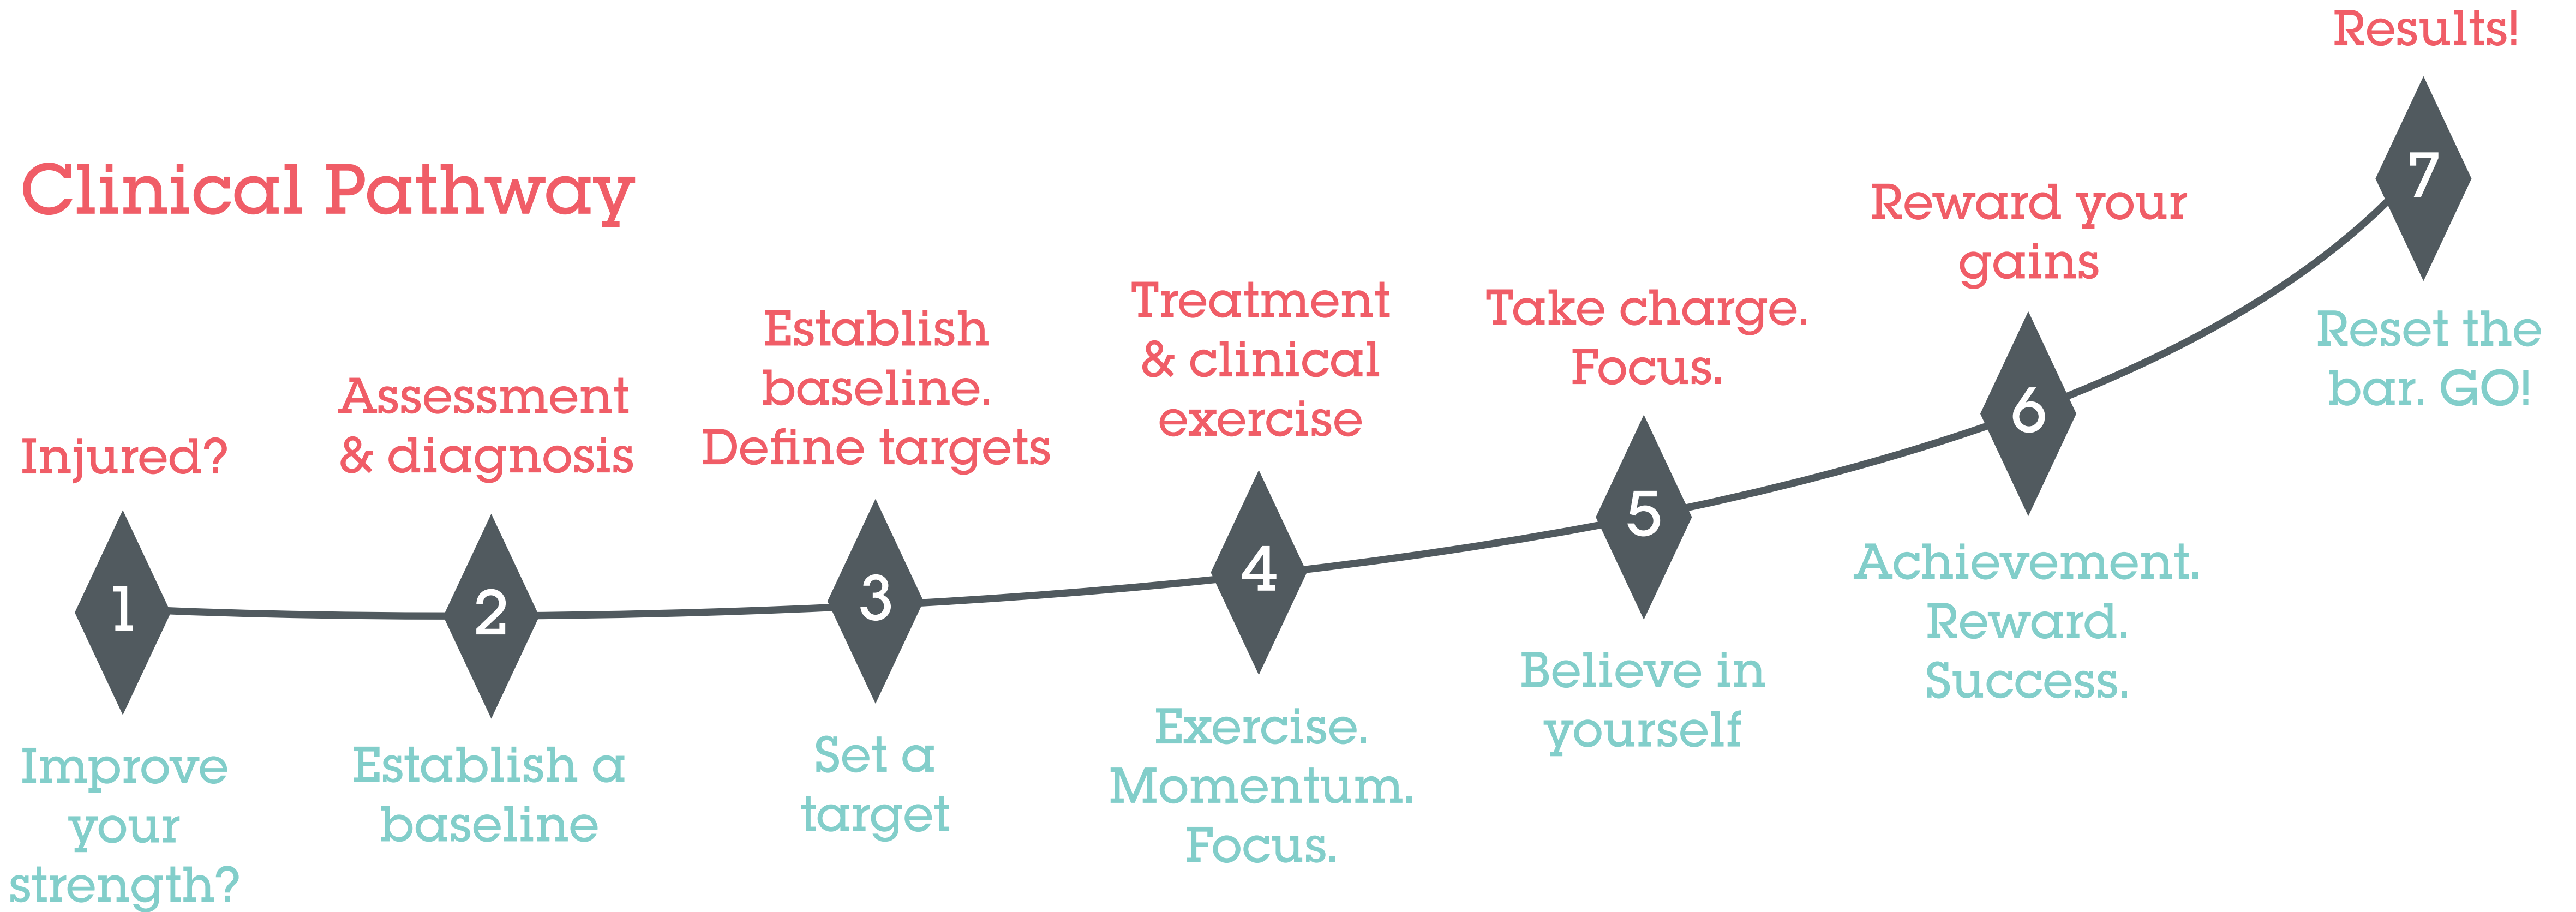 Clinical Pathway
Injured?
1
Improve
your
strength?
Assessment
& diagnosis
2
Establish a
baseline
Establish
baseline.
Define targets
3
Set a
target
Treatment
& clinical
exercise
4
Exercise.
Momentum.
Focus.
Take charge.
Focus.
5
Believe in
yourself
Reward your
gains
6
Achievement.
Reward.
Success.
Results!
7
Reset the
bar. GO!